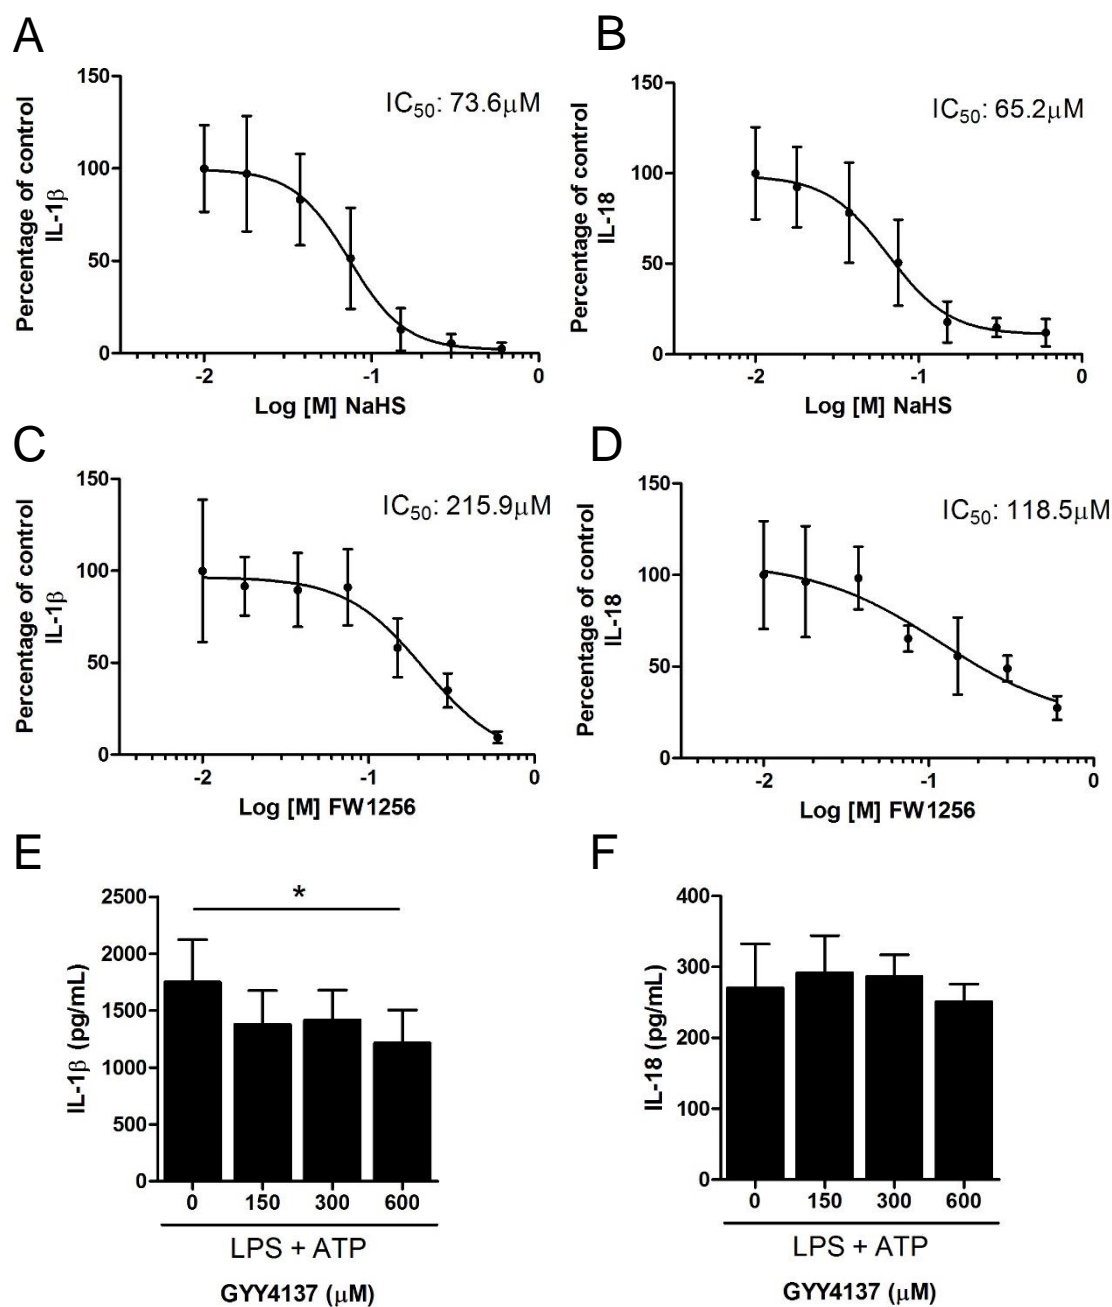 A
Percentage of control
IL-1β
150
100
50
0
-2
-1
0
IC50: 73.6μM
Log [M] NaHS
B
Percentage of control
IL-18
150
100
50
0
-2
-1
0
IC50: 65.2μM
Log [M] NaHS
C
Percentage of control
IL-1β
150
100
50
0
-2
-1
0
IC50: 215.9μM
Log [M] FW1256
D
Percentage of control
IL-18
150
100
50
0
-2
-1
0
IC50: 118.5μM
Log [M] FW1256
E
IL-1β (pg/mL)
2500
2000
1500
1000
500
0
*
0 150 300 600
LPS + ATP
GYY4137 (μM)
F
IL-18 (pg/mL)
400
300
200
100
0
0 150 300 600
LPS + ATP
GYY4137 (μM)